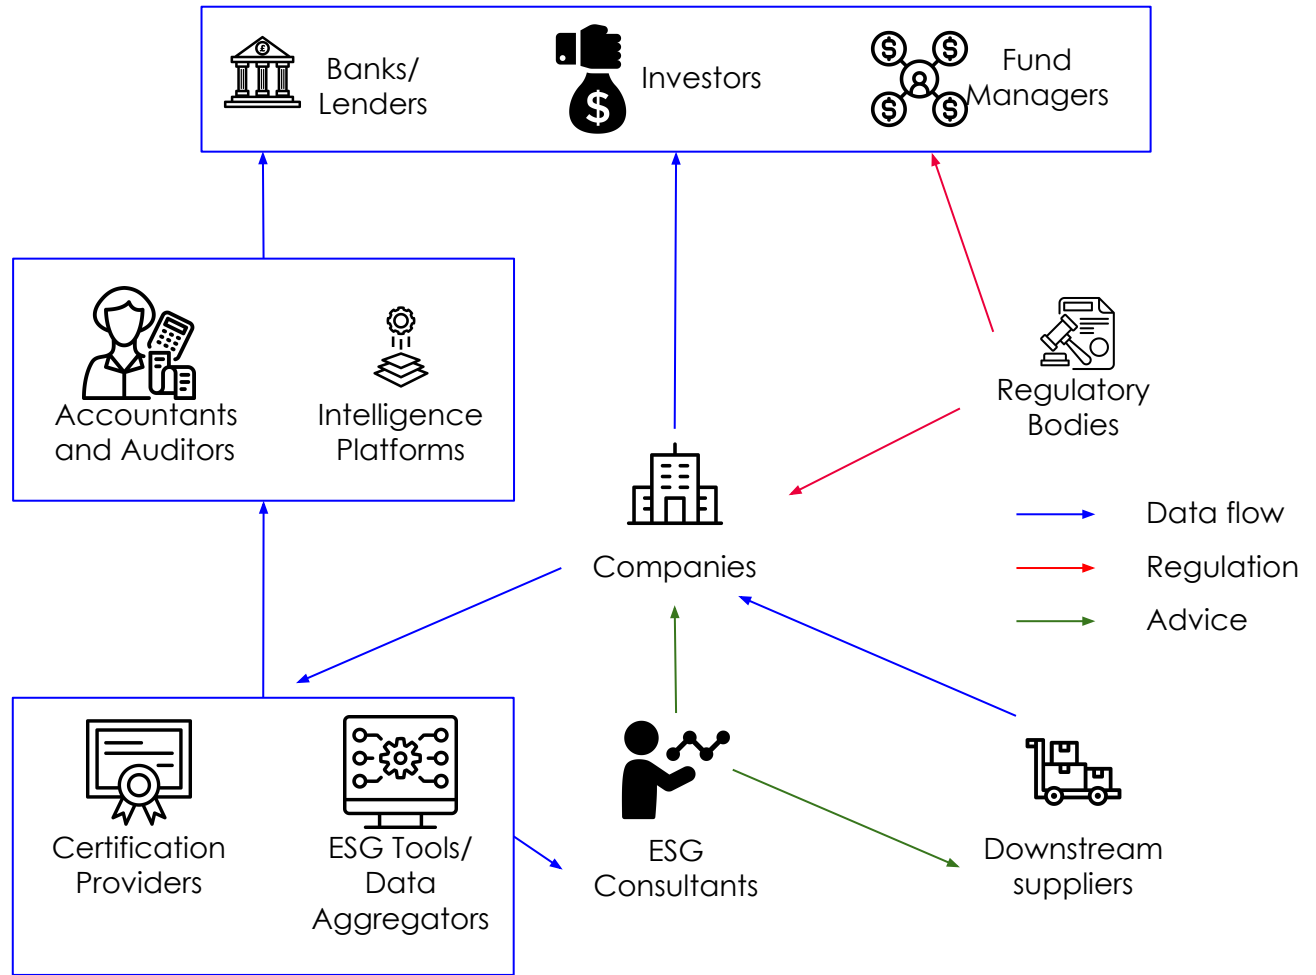 Banks/
Lenders
Investors
Fund
Managers
Accountants
and Auditors
Intelligence
Platforms
Regulatory
Bodies
Companies
Data flow
Regulation
Advice
Certification
Providers
ESG Tools/
Data
Aggregators
ESG
Consultants
Downstream
suppliers